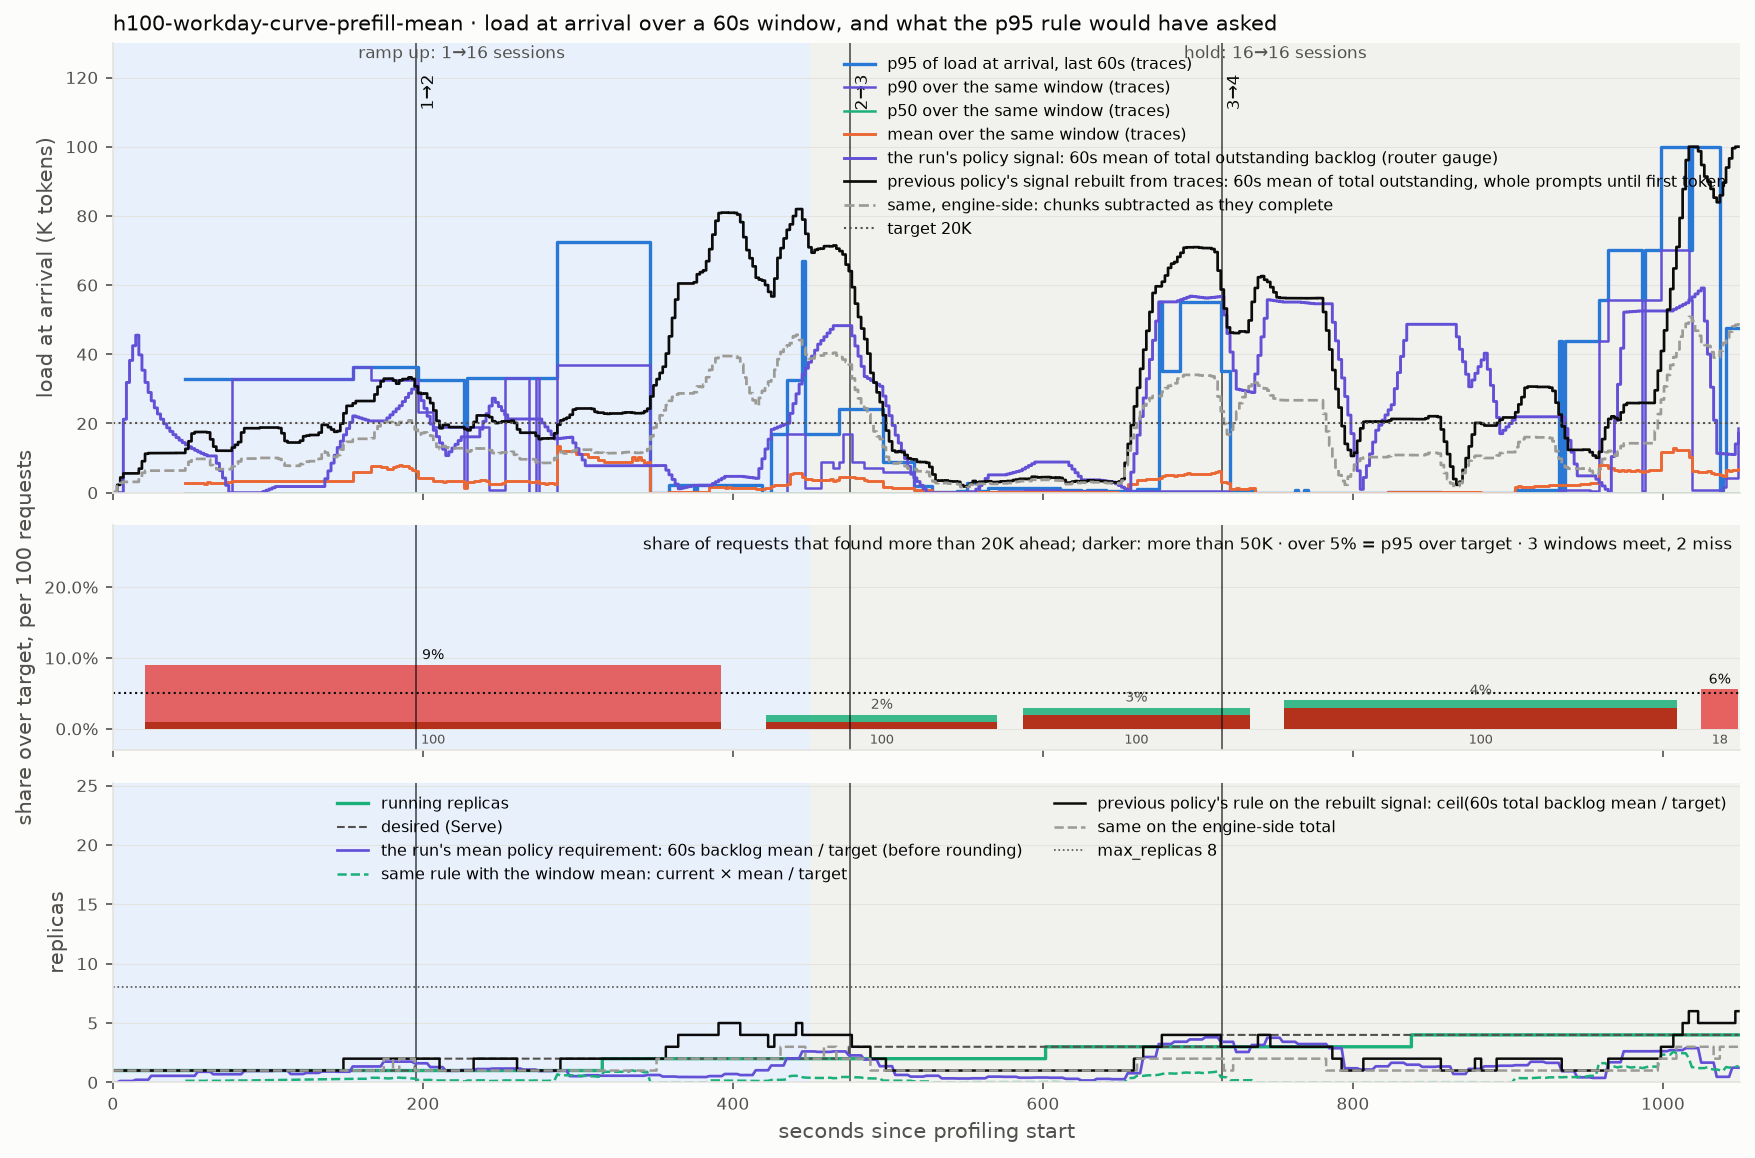 h100-workday-curve-prefill-mean · load at arrival over a 60s window, and what the p95 rule would have asked
ramp up: 1→16 sessions
hold: 16→16 sessions
1→2
2→3
3→4
p95 of load at arrival, last 60s (traces)
p90 over the same window (traces)
p50 over the same window (traces)
mean over the same window (traces)
the run's policy signal: 60s mean of total outstanding backlog (router gauge)
previous policy's signal rebuilt from traces: 60s mean of total outstanding, whole prompts until first token
same, engine-side: chunks subtracted as they complete
target 20K
load at arrival (K tokens)
120
100
80
60
40
20
0
share of requests that found more than 20K ahead; darker: more than 50K · over 5% = p95 over target · 3 windows meet, 2 miss
share over target, per 100 requests
20.0%
10.0%
0.0%
9%
2%
3%
4%
6%
100
100
100
100
18
running replicas
desired (Serve)
the run's mean policy requirement: 60s backlog mean / target (before rounding)
same rule with the window mean: current × mean / target
previous policy's rule on the rebuilt signal: ceil(60s total backlog mean / target)
same on the engine-side total
max_replicas 8
replicas
25
20
15
10
5
0
0
200
400
600
800
1000
seconds since profiling start